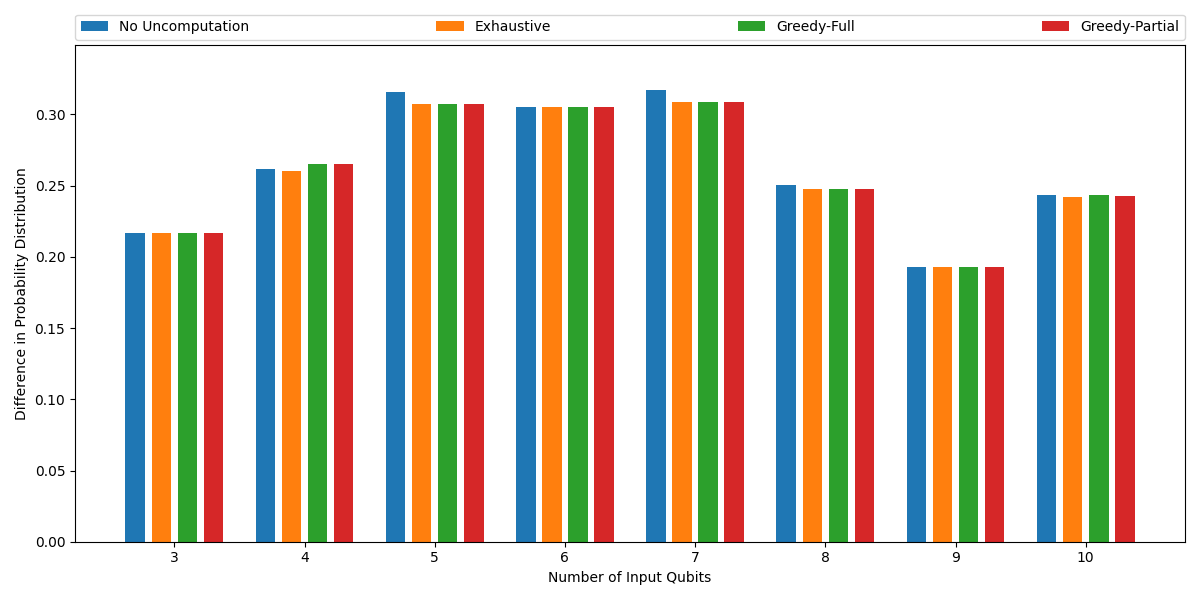 No Uncomputation Exhaustive Greedy-Full Greedy-Partial
Difference in Probability Distribution
0.30
0.25
0.20
0.15
0.10
0.05
0.00
3 4 5 6 7 8 9 10
Number of Input Qubits